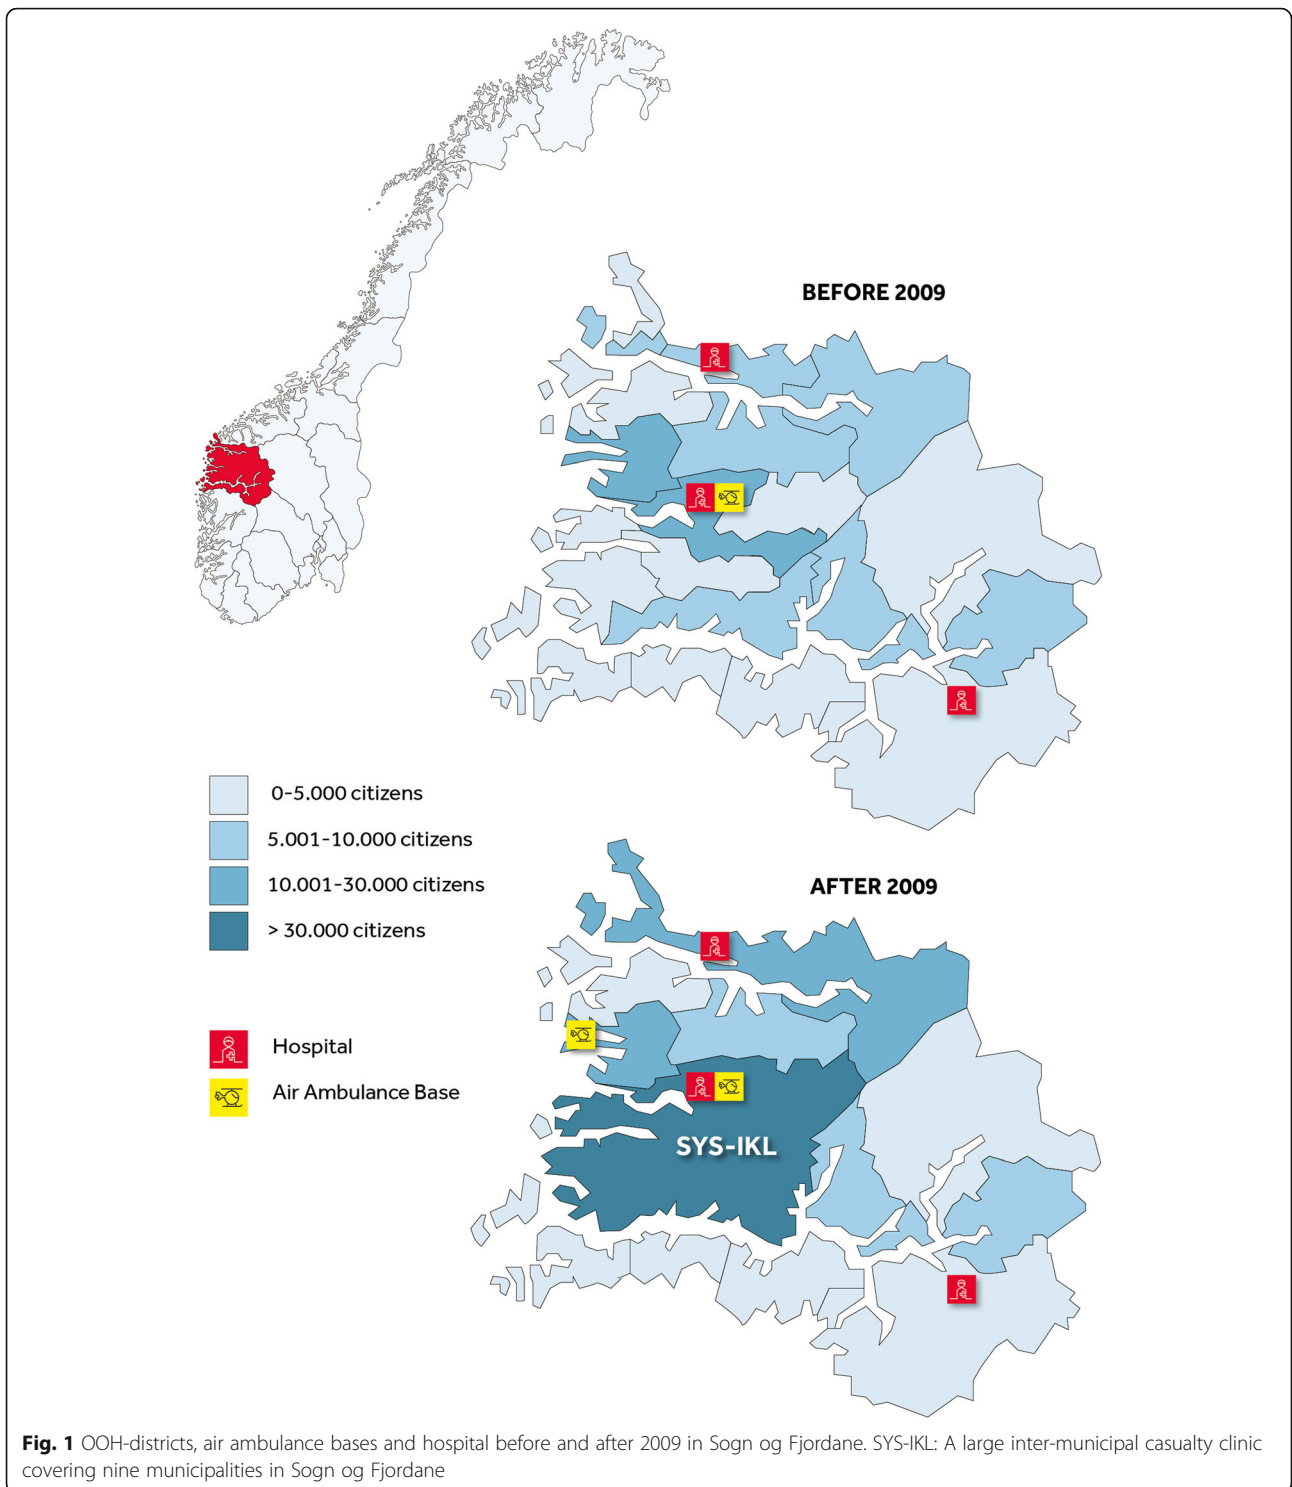 BEFORE 2009
0-5.000 citizens
5.001-10.000 citizens
10.001-30.000 citizens
> 30.000 citizens
AFTER 2009
Hospital
Air Ambulance Base
SYS-IKL
Fig. 1 OOH-districts, air ambulance bases and hospital before and after 2009 in Sogn og Fjordane. SYS-IKL: A large inter-municipal casualty clinic
covering nine municipalities in Sogn og Fjordane